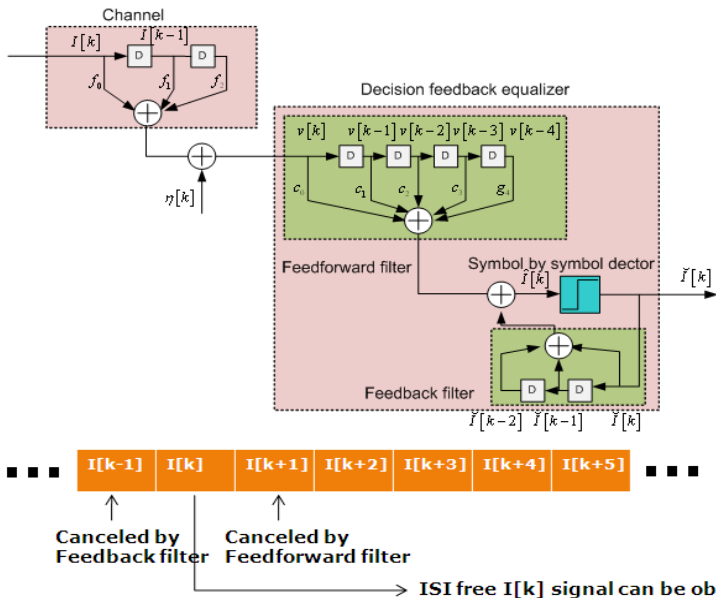 Channel
I[k] I[k-1]
D D
f₀ f₁ f₂
η[k]
Decision feedback equalizer
v[k] v[k-1] v[k-2] v[k-3] v[k-4]
D D D D
c₀ c₁ c₂ c₃ g₄
Feedforward filter
Symbol by symbol dector
Î[k] Ĭ[k]
D D
Feedback filter
Ĭ[k-2] Ĭ[k-1] Ĭ[k]
I[k-1] I[k] I[k+1] I[k+2] I[k+3] I[k+4] I[k+5]
Canceled by Canceled by
Feedback filter Feedforward filter
ISI free I[k] signal can be ob